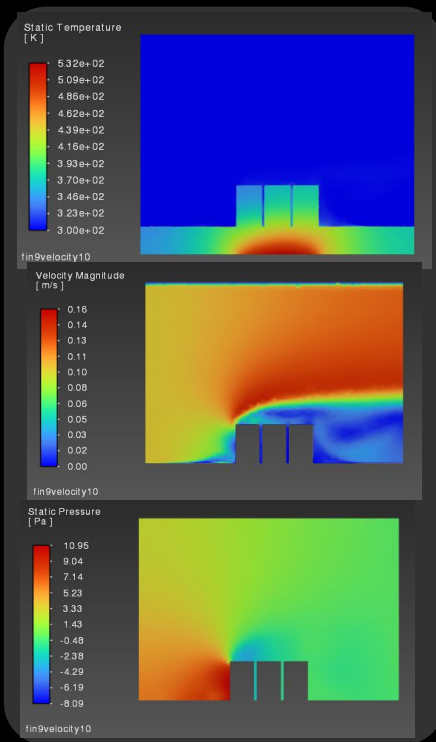 Static Temperature
[ K ]
5.32e+02
5.09e+02
4.86e+02
4.62e+02
4.39e+02
4.16e+02
3.93e+02
3.70e+02
3.46e+02
3.23e+02
3.00e+02
fin9velocity10
Velocity Magnitude
[ m/s ]
0.16
0.14
0.13
0.11
0.10
0.08
0.06
0.05
0.03
0.02
0.00
fin9velocity10
Static Pressure
[ Pa ]
10.95
9.04
7.14
5.23
3.33
1.43
-0.48
-2.38
-4.29
-6.19
-8.09
fin9velocity10